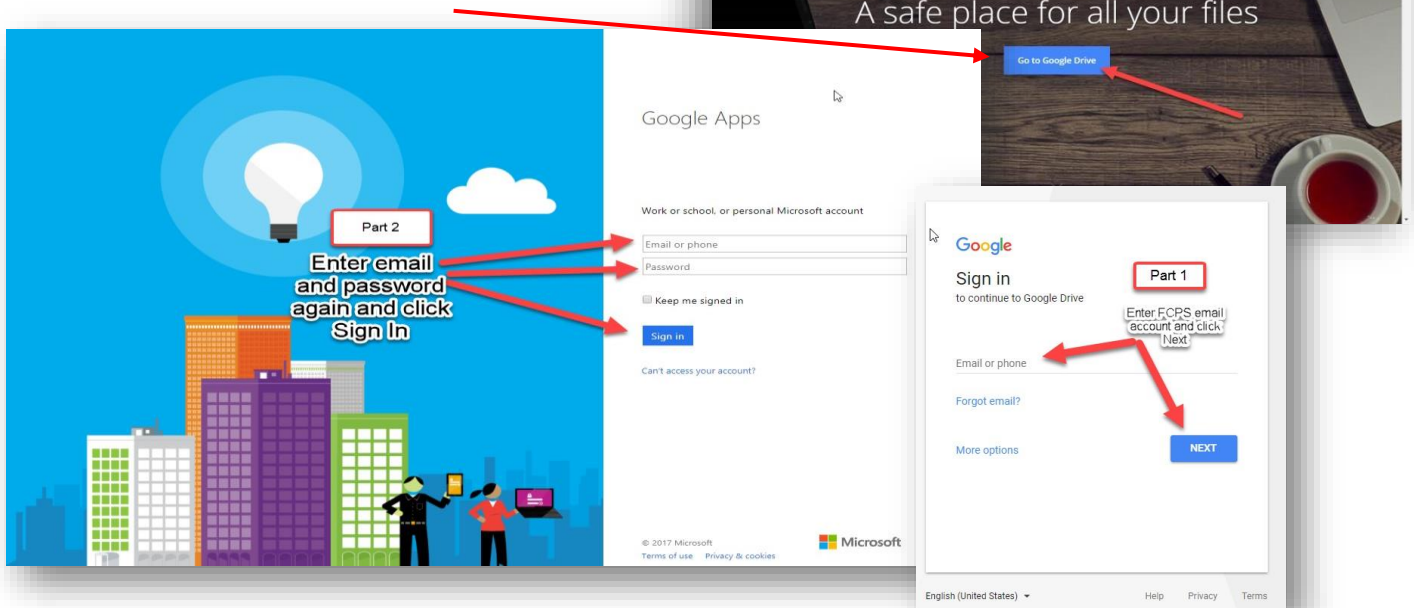 A safe place for all your files
Go to Google Drive
Google Apps
Work or school, or personal Microsoft account
Email or phone
Password
Keep me signed in
Sign in
Can't access your account?
© 2017 Microsoft
Terms of use Privacy & cookies
Microsoft
Part 2
Enter email
and password
again and click
Sign In
Google
Sign in
to continue to Google Drive
Part 1
Enter FCPS email
account and click
Next
Email or phone
Forgot email?
More options
NEXT
English (United States)
Help Privacy Terms